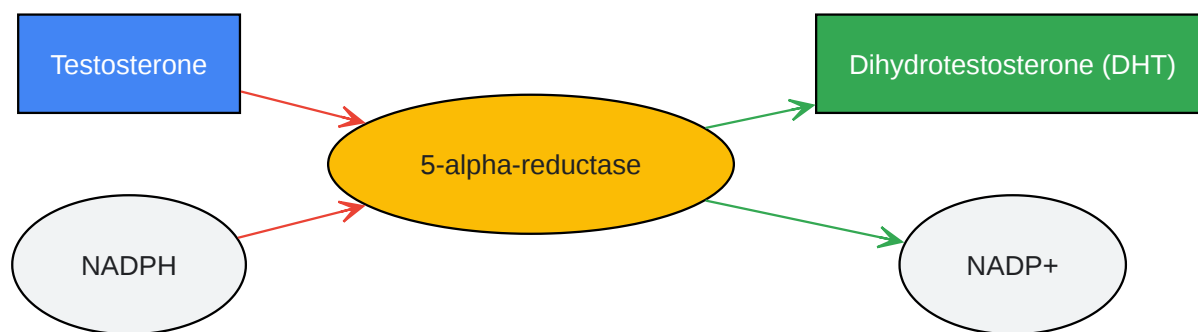 Testosterone
Dihydrotestosterone (DHT)
5-alpha-reductase
NADPH
NADP+